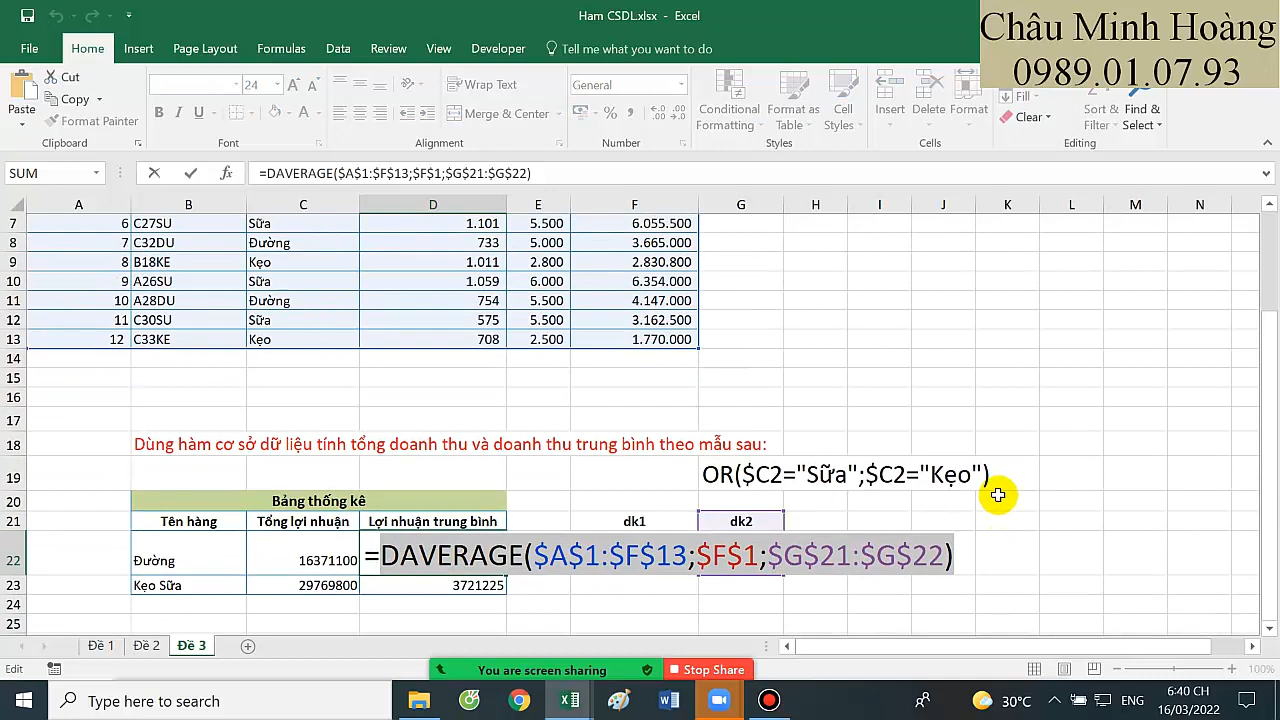 Ham CSDL.xlsx - Excel
Châu Minh Hoàng
0989.01.07.93
File Home Insert Page Layout Formulas Data Review View Developer Tell me what you want to do
Paste
Cut
Copy
Format Painter
Clipboard
24
B I U
Font
Wrap Text
Merge & Center
Alignment
General
Number
Conditional Formatting
Format as Table
Cell Styles
Styles
Insert Delete Format
Cells
Fill
Clear
Sort & Filter
Find & Select
Editing
SUM =DAVERAGE($A$1:$F$13;$F$1;$G$21:$G$22)
A B C D E F G H I J K L M N
7 6 C27SU Sữa 1.101 5.500 6.055.500
8 7 C32DU Đường 733 5.000 3.665.000
9 8 B18KE Kẹo 1.011 2.800 2.830.800
10 9 A26SU Sữa 1.059 6.000 6.354.000
11 10 A28DU Đường 754 5.500 4.147.000
12 11 C30SU Sữa 575 5.500 3.162.500
13 12 C33KE Kẹo 708 2.500 1.770.000
14
15
16
17
18 Dùng hàm cơ sở dữ liệu tính tổng doanh thu và doanh thu trung bình theo mẫu sau:
19 OR($C2="Sữa";$C2="Kẹo")
20 Bảng thống kê
21 Tên hàng Tổng lợi nhuận Lợi nhuận trung bình dk1 dk2
22 Đường 16371100 =DAVERAGE($A$1:$F$13;$F$1;$G$21:$G$22)
23 Kẹo Sữa 29769800 3721225
24
25
Đề 1 Đề 2 Đề 3
Edit
You are screen sharing Stop Share
100%
Type here to search
30°C
ENG
6:40 CH
16/03/2022